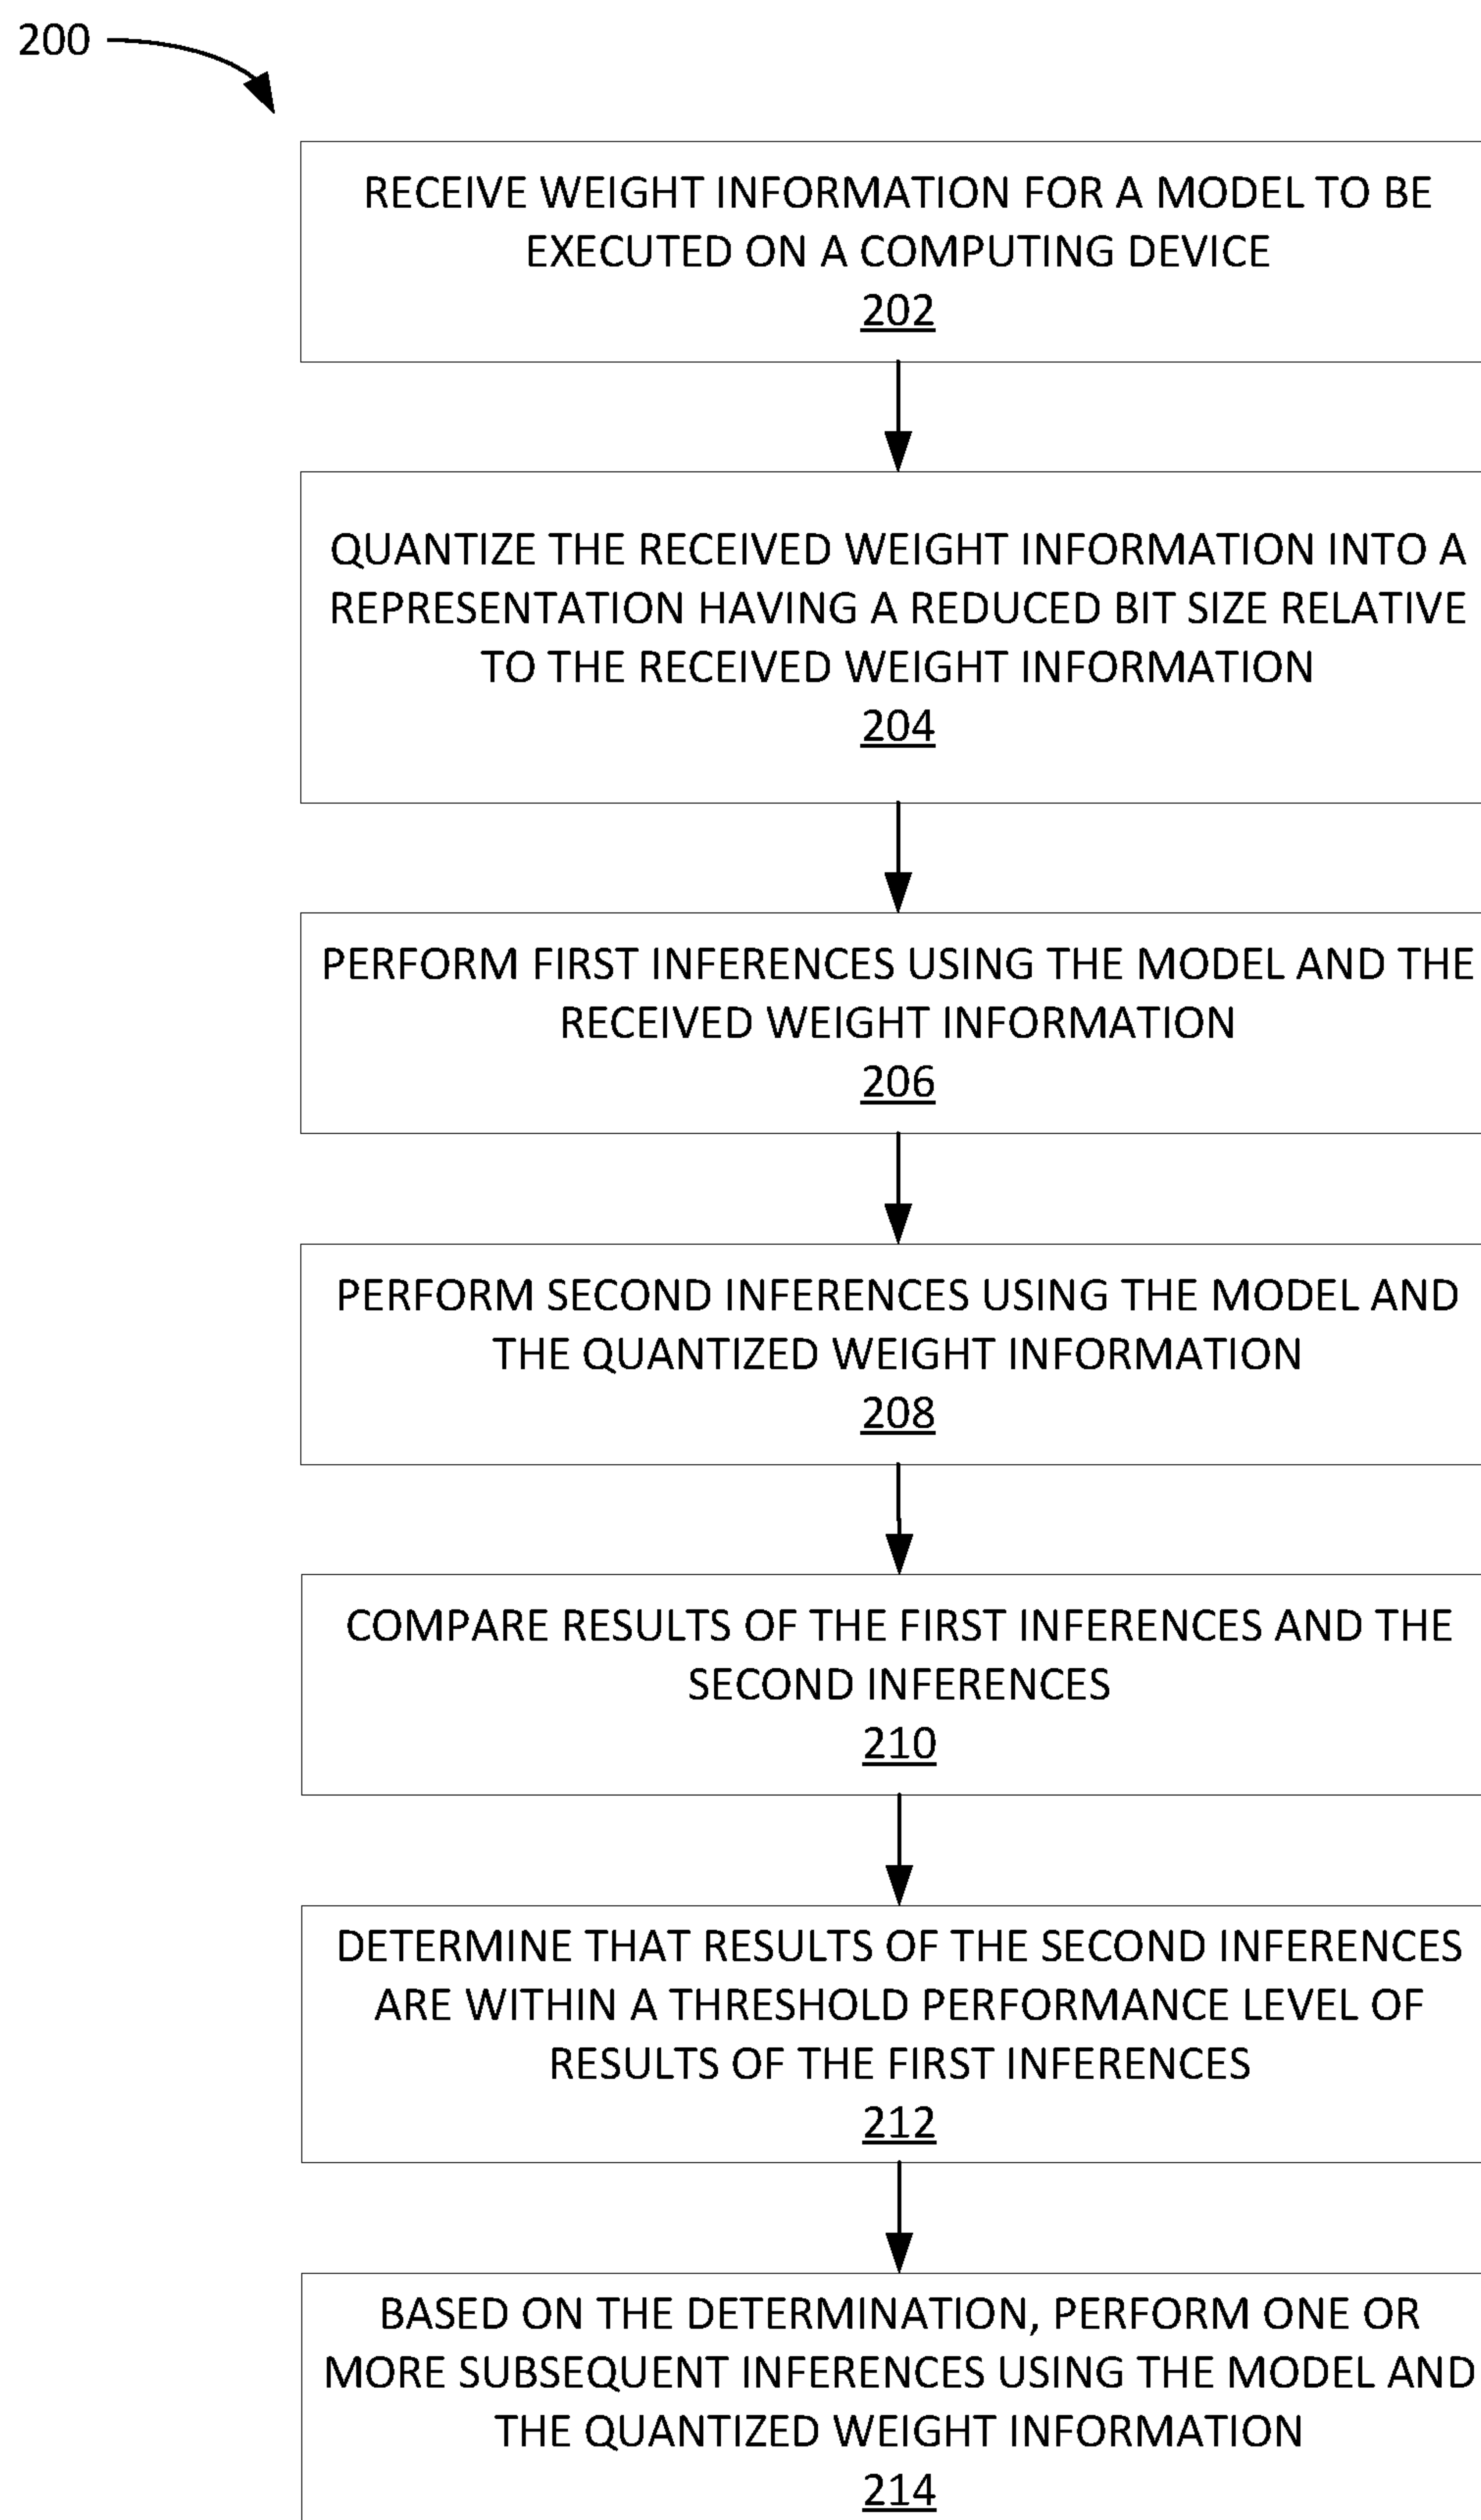 200
RECEIVE WEIGHT INFORMATION FOR A MODEL TO BE
EXECUTED ON A COMPUTING DEVICE
202
QUANTIZE THE RECEIVED WEIGHT INFORMATION INTO A
REPRESENTATION HAVING A REDUCED BIT SIZE RELATIVE
TO THE RECEIVED WEIGHT INFORMATION
204
PERFORM FIRST INFERENCES USING THE MODEL AND THE
RECEIVED WEIGHT INFORMATION
206
PERFORM SECOND INFERENCES USING THE MODEL AND
THE QUANTIZED WEIGHT INFORMATION
208
COMPARE RESULTS OF THE FIRST INFERENCES AND THE
SECOND INFERENCES
210
DETERMINE THAT RESULTS OF THE SECOND INFERENCES
ARE WITHIN A THRESHOLD PERFORMANCE LEVEL OF
RESULTS OF THE FIRST INFERENCES
212
BASED ON THE DETERMINATION, PERFORM ONE OR
MORE SUBSEQUENT INFERENCES USING THE MODEL AND
THE QUANTIZED WEIGHT INFORMATION
214